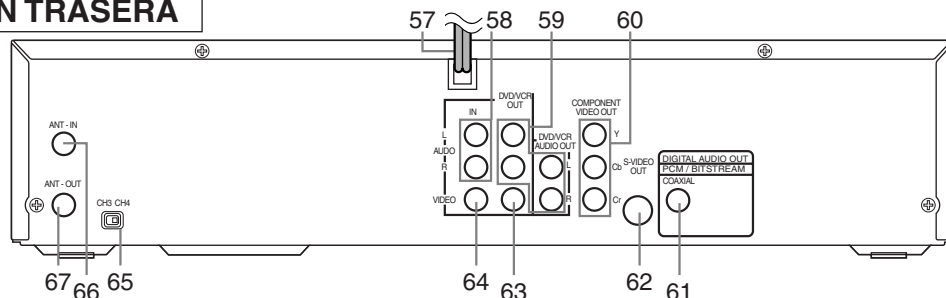 N TRASERA
57 58 59 60
DVD/VCR
OUT
IN
COMPONENT
VIDEO OUT
ANT - IN
L
AUDO
R
DVD/VCR
AUDIO OUT
L
R
Y
Cb
Cr
S-VIDEO
OUT
DIGITAL AUDIO OUT
PCM / BITSTREAM
COAXIAL
ANT - OUT
CH3 CH4
VIDEO
67 66 65 64 63 62 61